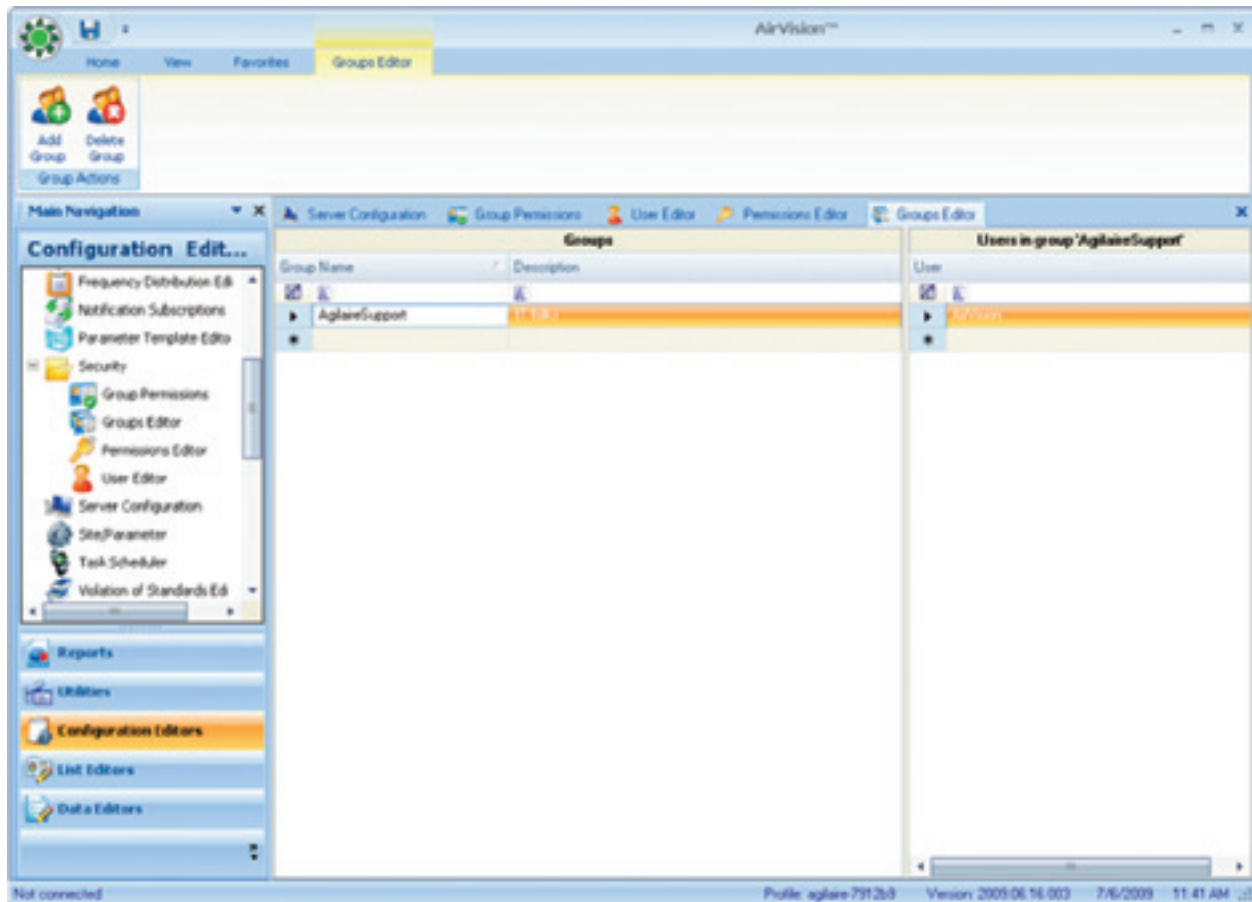 AirVision™
Home View Favorites Groups Editor
Add Group
Delete Group
Group Actions
Main Navigation
Server Configuration Group Permissions User Editor Permissions Editor Groups Editor
Configuration Edit...
Frequency Distribution Edi
Notification Subscriptions
Parameter Template Edito
Security
Group Permissions
Groups Editor
Permissions Editor
User Editor
Server Configuration
Site/Parameter
Task Scheduler
Violation of Standards Edi
Reports
Utilities
Configuration Editors
List Editors
Data Editors
Groups
Group Name Description
AgilaireSupport
Users in group 'AgilaireSupport'
User
AirVision
Not connected
Profile: agilaire-7912b9 Version: 2009.06.16.003 7/6/2009 11:41 AM